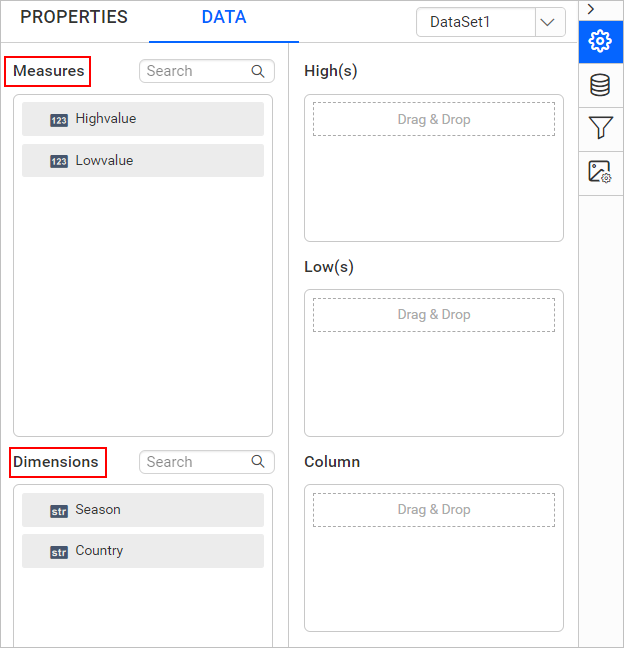 PROPERTIES
DATA
DataSet1
Measures
Search
123 Highvalue
123 Lowvalue
Dimensions
Search
str Season
str Country
High(s)
Drag & Drop
Low(s)
Drag & Drop
Column
Drag & Drop